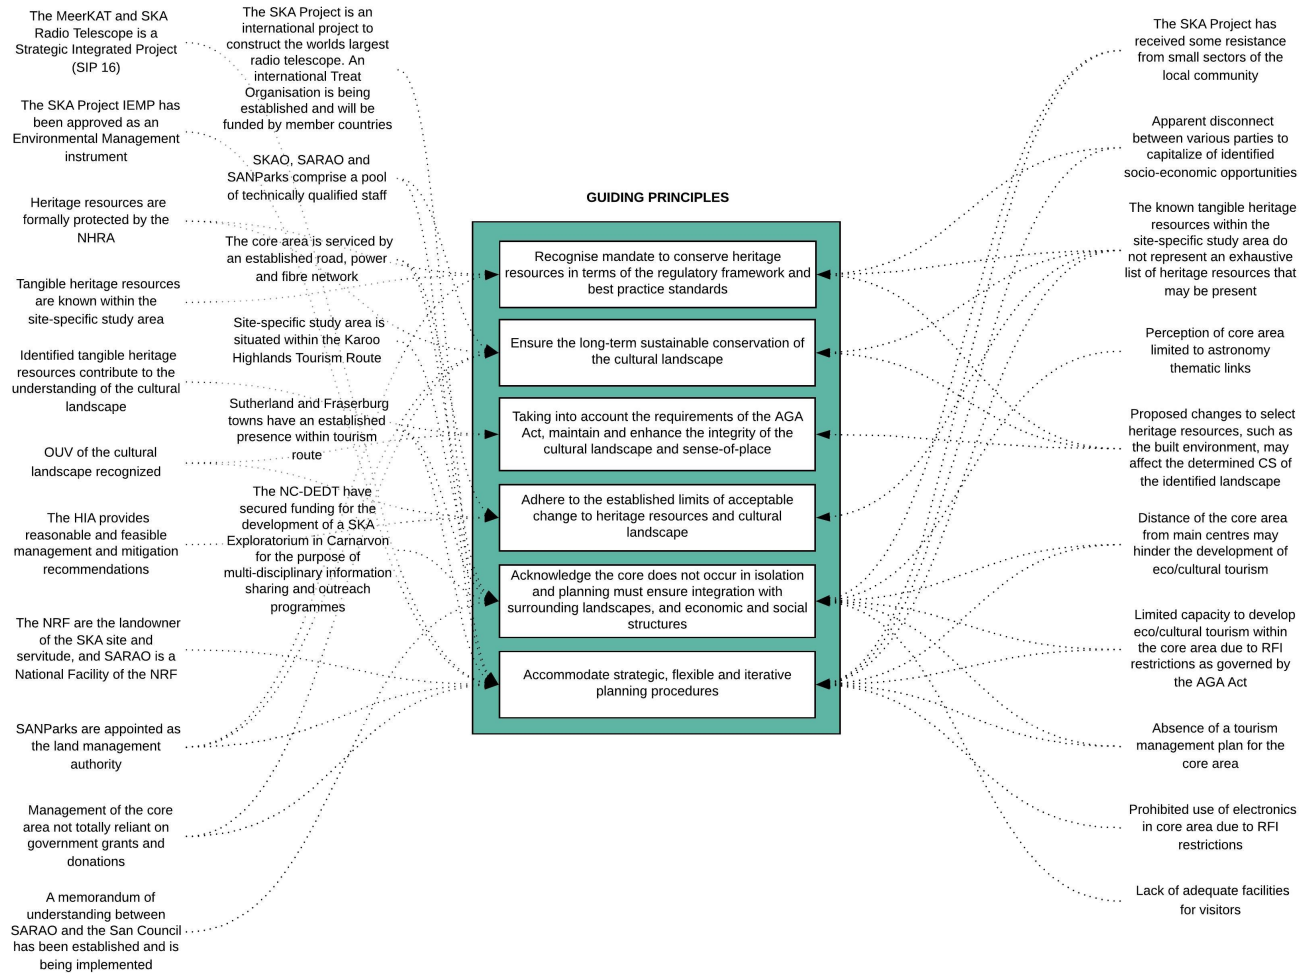 The MeerKAT and SKA
Radio Telescope is a
Strategic Integrated Project
(SIP 16)
The SKA Project IEMP has
been approved as an
Environmental Management
instrument
Heritage resources are
formally protected by the
NHRA
Tangible heritage resources
are known within the
site-specific study area
Identified tangible heritage
resources contribute to the
understanding of the cultural
landscape
OUV of the cultural
landscape recognized
The HIA provides
reasonable and feasible
management and mitigation
recommendations
The NRF are the landowner
of the SKA site and
servitude, and SARAO is a
National Facility of the NRF
SANParks are appointed as
the land management
authority
Management of the core
area not totally reliant on
government grants and
donations
A memorandum of
understanding between
SARAO and the San Council
has been established and is
being implemented
The SKA Project is an
international project to
construct the worlds largest
radio telescope. An
international Treat
Organisation is being
established and will be
funded by member countries
SKAO, SARAO and
SANParks comprise a pool
of technically qualified staff
The core area is serviced by
an established road, power
and fibre network
Site-specific study area is
situated within the Karoo
Highlands Tourism Route
Sutherland and Fraserburg
towns have an established
presence within tourism
route
The NC-DEDT have
secured funding for the
development of a SKA
Exploratorium in Carnarvon
for the purpose of
multi-disciplinary information
sharing and outreach
programmes
GUIDING PRINCIPLES
Recognise mandate to conserve heritage
resources in terms of the regulatory framework and
best practice standards
Ensure the long-term sustainable conservation of
the cultural landscape
Taking into account the requirements of the AGA
Act, maintain and enhance the integrity of the
cultural landscape and sense-of-place
Adhere to the established limits of acceptable
change to heritage resources and cultural
landscape
Acknowledge the core does not occur in isolation
and planning must ensure integration with
surrounding landscapes, and economic and social
structures
Accommodate strategic, flexible and iterative
planning procedures
The SKA Project has
received some resistance
from small sectors of the
local community
Apparent disconnect
between various parties to
capitalize of identified
socio-economic opportunities
The known tangible heritage
resources within the
site-specific study area do
not represent an exhaustive
list of heritage resources that
may be present
Perception of core area
limited to astronomy
thematic links
Proposed changes to select
heritage resources, such as
the built environment, may
affect the determined CS of
the identified landscape
Distance of the core area
from main centres may
hinder the development of
eco/cultural tourism
Limited capacity to develop
eco/cultural tourism within
the core area due to RFI
restrictions as governed by
the AGA Act
Absence of a tourism
management plan for the
core area
Prohibited use of electronics
in core area due to RFI
restrictions
Lack of adequate facilities
for visitors